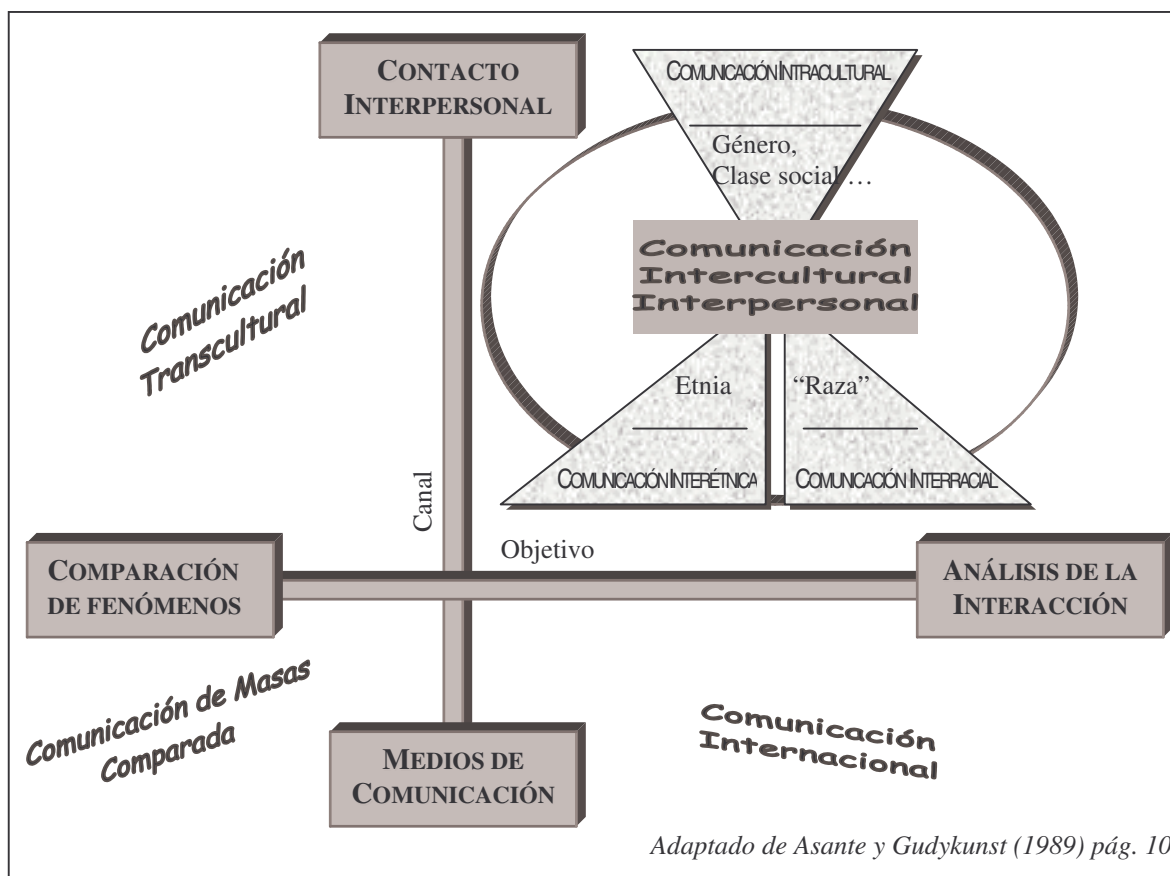 CONTACTO
INTERPERSONAL
COMUNICACIÓN INTRACULTURAL
Género,
Clase social …
Comunicación
Intercultural
Interpersonal
Comunicación
Transcultural
Etnia
“Raza”
COMUNICACIÓN INTERÉTNICA
COMUNICACIÓN INTERRACIAL
Canal
Objetivo
COMPARACIÓN
DE FENÓMENOS
ANÁLISIS DE LA
INTERACCIÓN
Comunicación de Masas
Comparada
Comunicación
Internacional
MEDIOS DE
COMUNICACIÓN
Adaptado de Asante y Gudykunst (1989) pág. 10